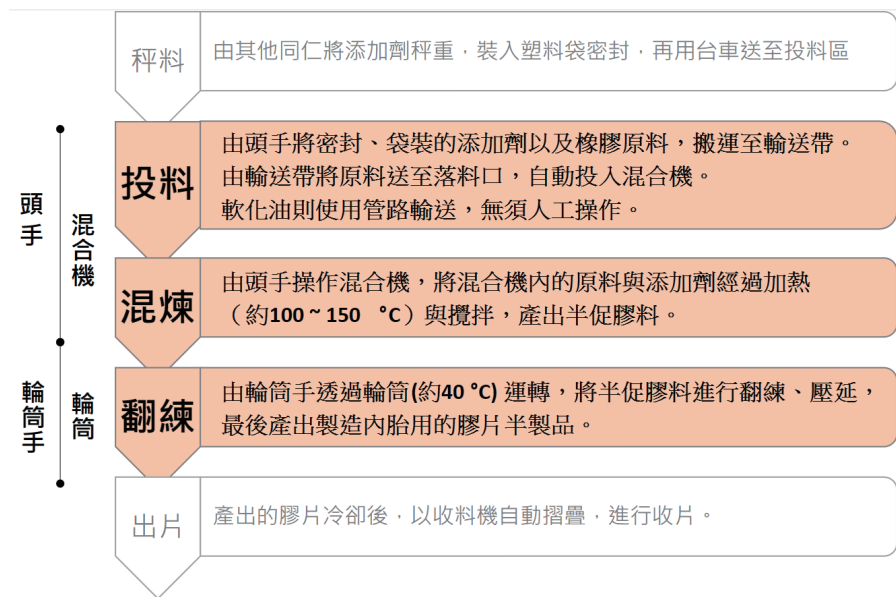 秤料
由其他同仁將添加劑秤重，裝入塑料袋密封，再用台車送至投料區
頭手
混合機
投料
由頭手將密封、袋裝的添加劑以及橡膠原料，搬運至輸送帶。
由輸送帶將原料送至落料口，自動投入混合機。
軟化油則使用管路輸送，無須人工操作。
混煉
由頭手操作混合機，將混合機內的原料與添加劑經過加熱
（約100 ~ 150 °C）與攪拌，產出半促膠料。
輪筒手
輪筒
翻練
由輪筒手透過輪筒(約40 °C) 運轉，將半促膠料進行翻練、壓延，
最後產出製造內胎用的膠片半製品。
出片
產出的膠片冷卻後，以收料機自動摺疊，進行收片。